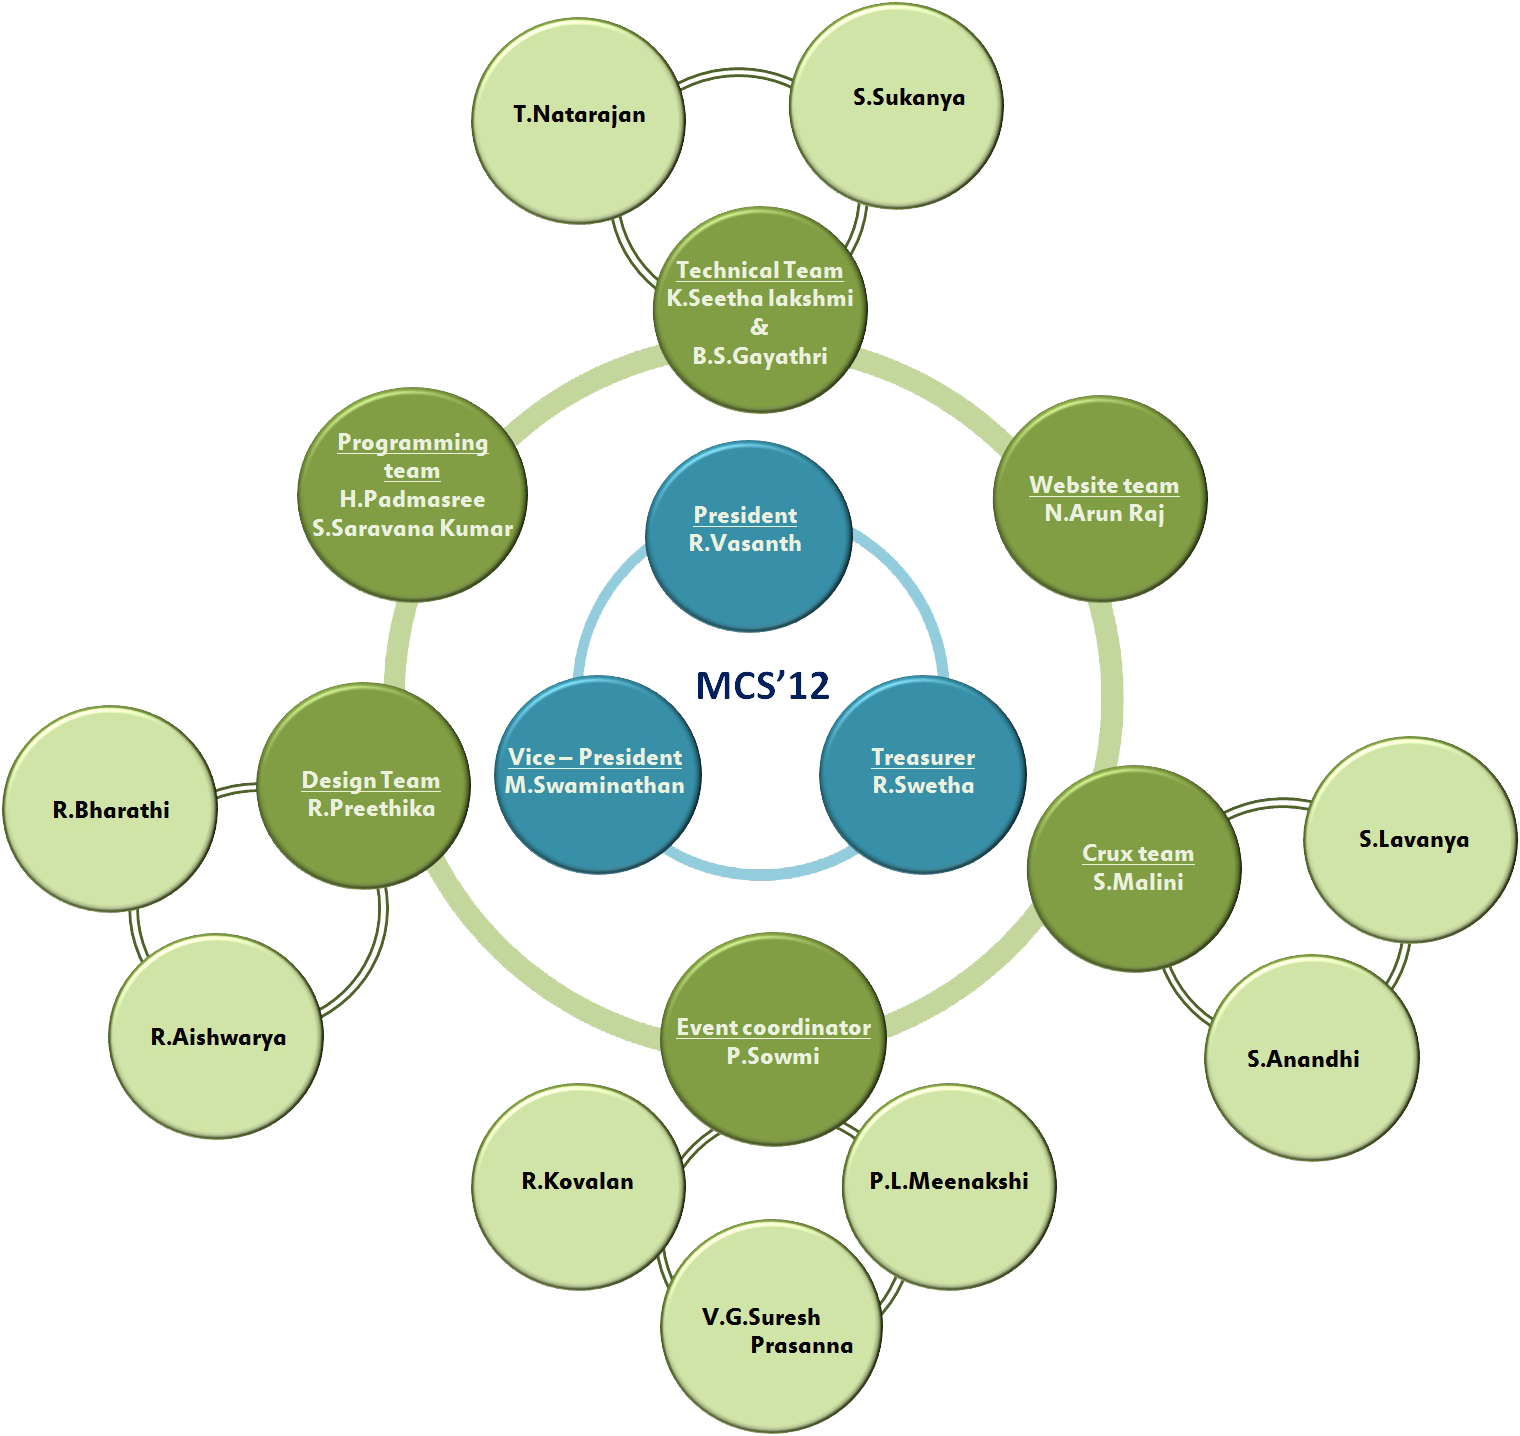 T.Natarajan
S.Sukanya
Technical Team
K.Seetha lakshmi
&
B.S.Gayathri
Programming
team
H.Padmasree
S.Saravana Kumar
Website team
N.Arun Raj
President
R.Vasanth
MCS’12
Vice – President
M.Swaminathan
Treasurer
R.Swetha
Design Team
R.Preethika
R.Bharathi
R.Aishwarya
Crux team
S.Malini
S.Lavanya
S.Anandhi
Event coordinator
P.Sowmi
R.Kovalan
P.L.Meenakshi
V.G.Suresh
Prasanna